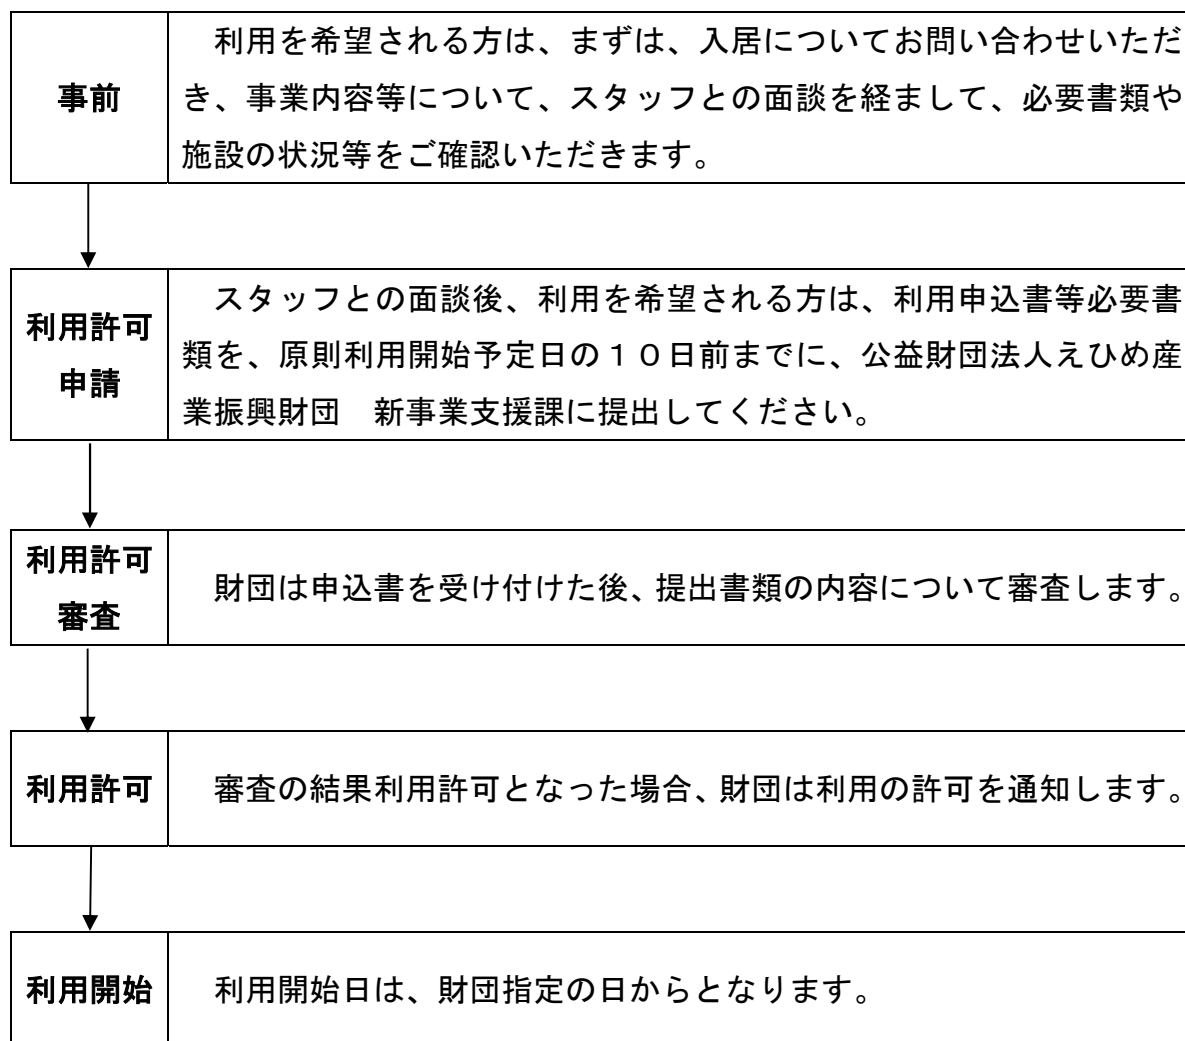 事前
　利用を希望される方は、まずは、入居についてお問い合わせいただ
き、事業内容等について、スタッフとの面談を経まして、必要書類や
施設の状況等をご確認いただきます。
利用許可
申請
　スタッフとの面談後、利用を希望される方は、利用申込書等必要書
類を、原則利用開始予定日の１０日前までに、公益財団法人えひめ産
業振興財団　新事業支援課に提出してください。
利用許可
審査
　財団は申込書を受け付けた後、提出書類の内容について審査します。
利用許可
　審査の結果利用許可となった場合、財団は利用の許可を通知します。
利用開始
　利用開始日は、財団指定の日からとなります。